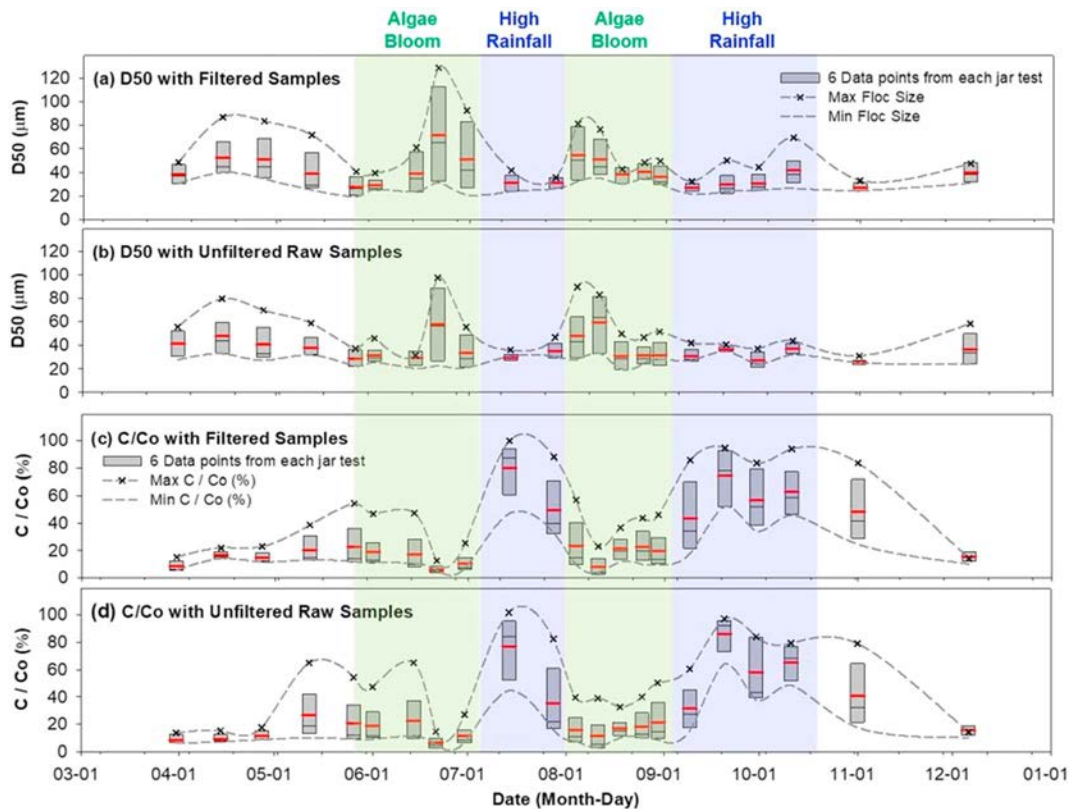 Algae
Bloom
High
Rainfall
Algae
Bloom
High
Rainfall
(a) D50 with Filtered Samples
6 Data points from each jar test
Max Floc Size
Min Floc Size
D50 (μm)
120
100
80
60
40
20
0
(b) D50 with Unfiltered Raw Samples
D50 (μm)
120
100
80
60
40
20
0
(c) C/Co with Filtered Samples
6 Data points from each jar test
Max C / Co (%)
Min C / Co (%)
C / Co (%)
100
80
60
40
20
0
(d) C/Co with Unfiltered Raw Samples
C / Co (%)
100
80
60
40
20
0
03-01 04-01 05-01 06-01 07-01 08-01 09-01 10-01 11-01 12-01 01-01
Date (Month-Day)